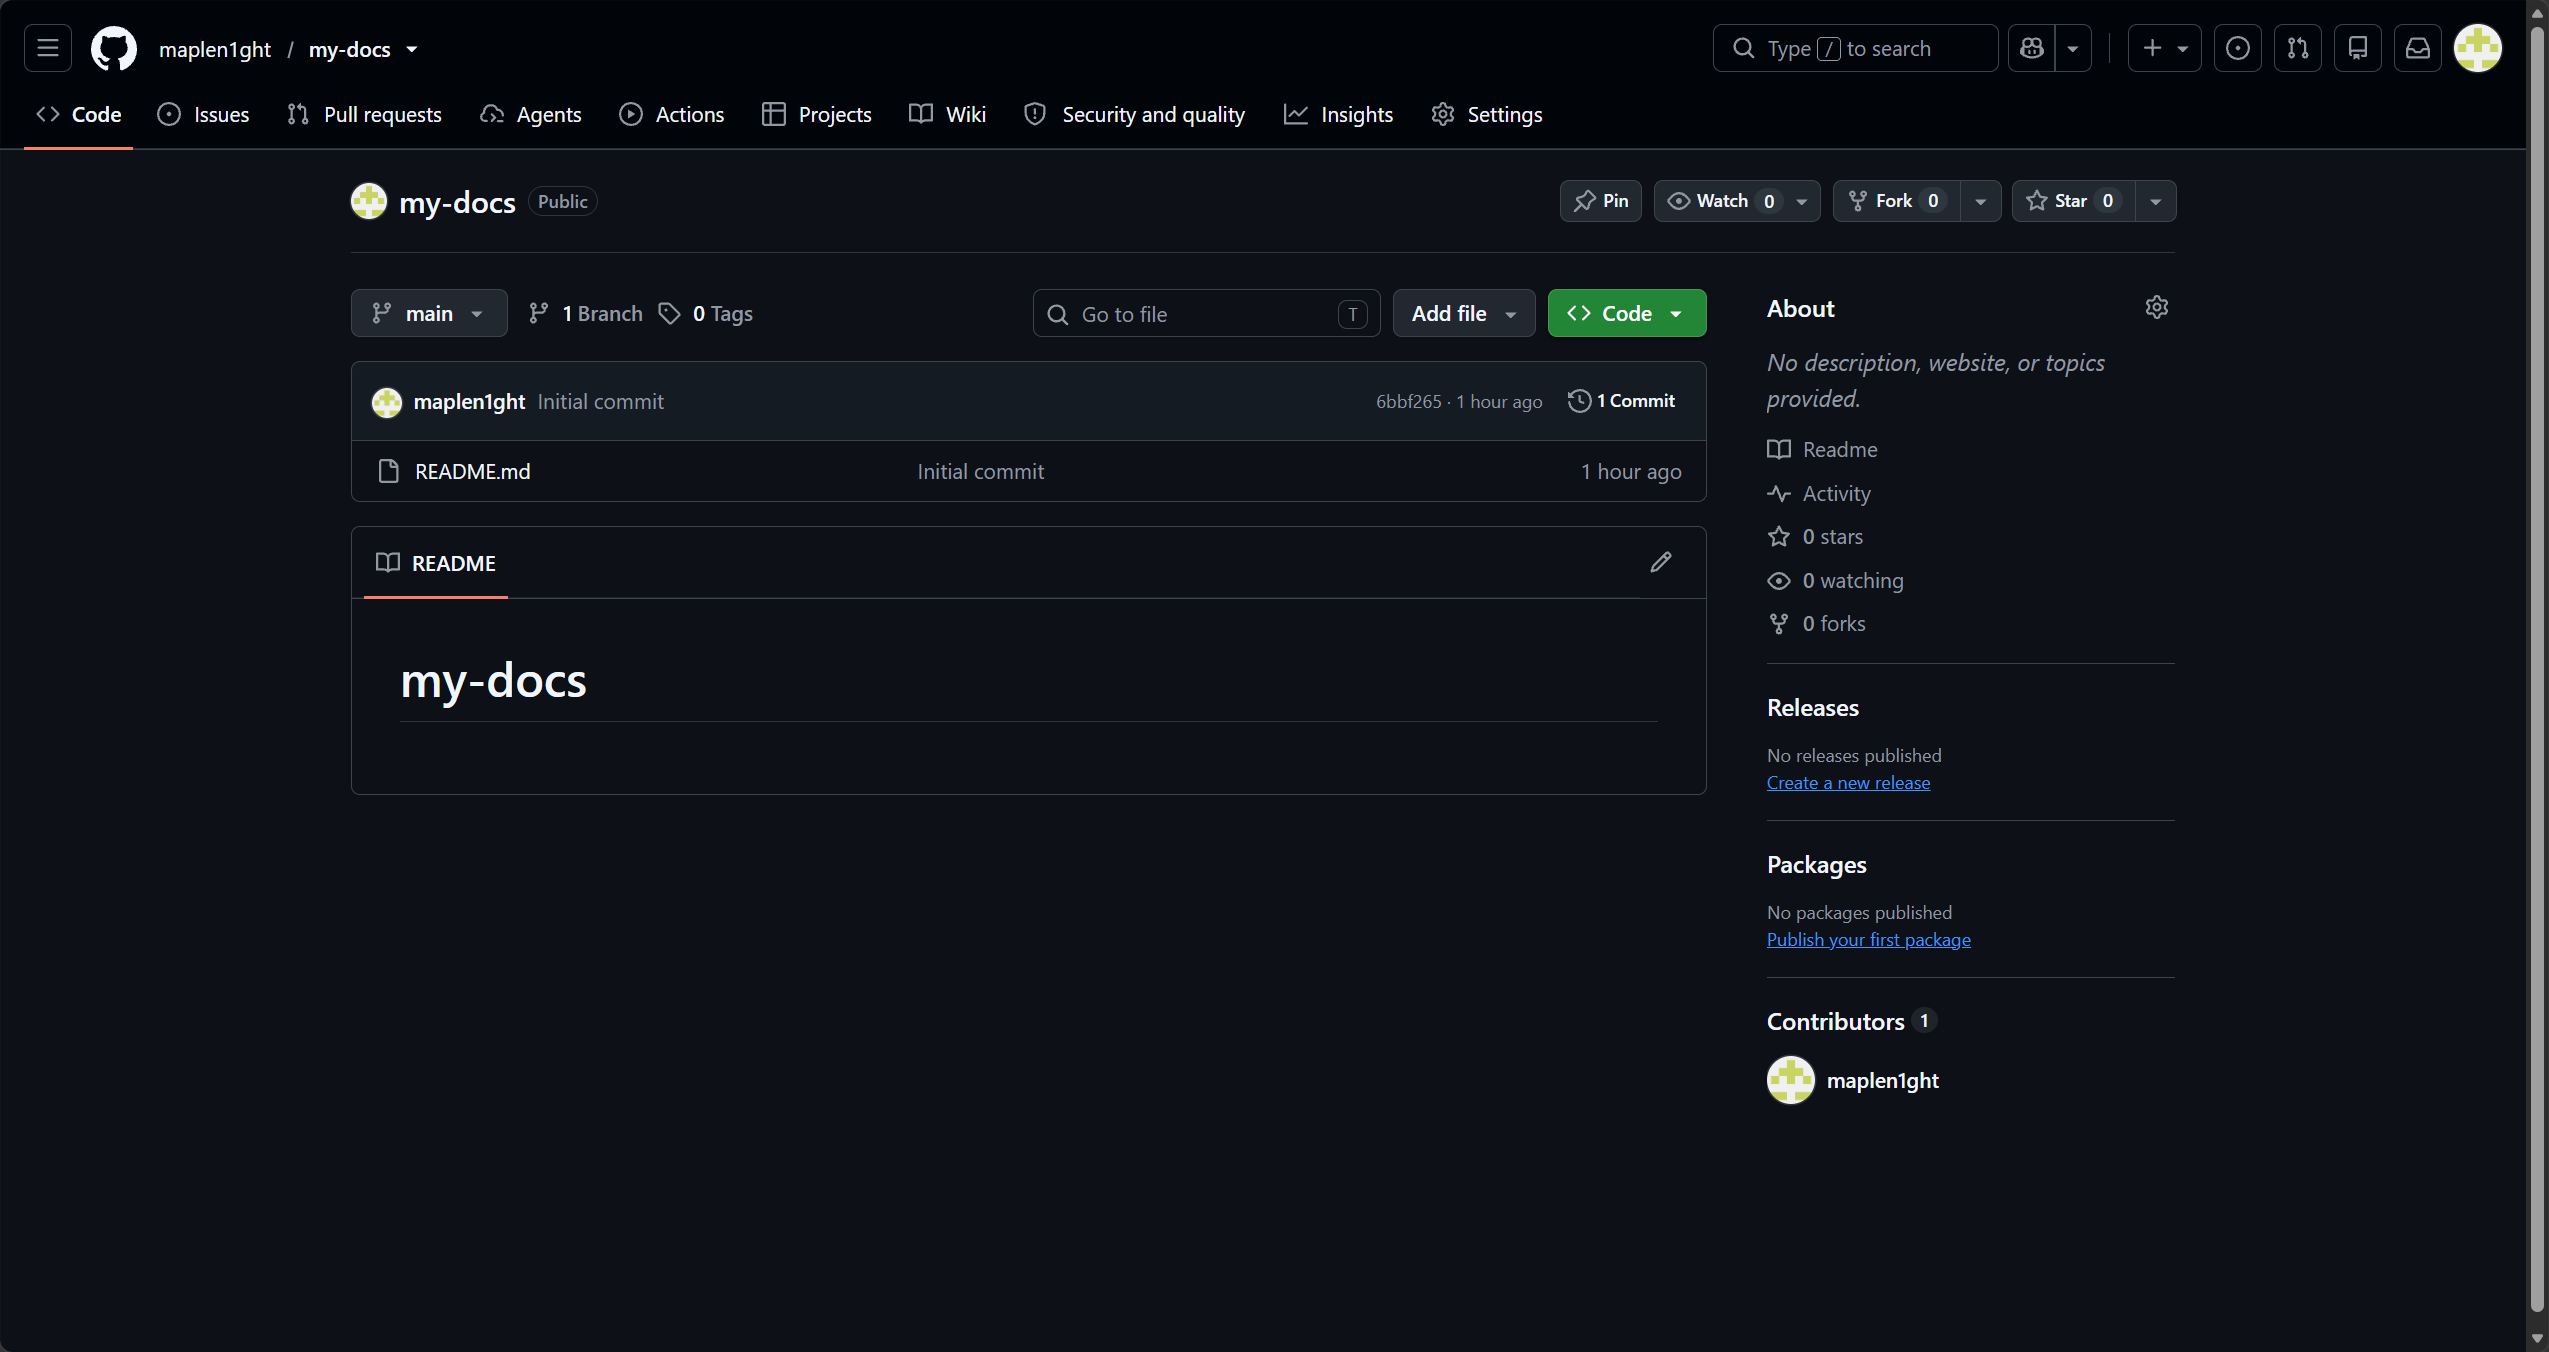 maplen1ght / my-docs
Type / to search
Code Issues Pull requests Agents Actions Projects Wiki Security and quality Insights Settings
my-docs Public
Pin Watch 0 Fork 0 Star 0
main 1 Branch 0 Tags
Go to file T Add file Code
maplen1ght Initial commit 6bbf265 · 1 hour ago 1 Commit
README.md Initial commit 1 hour ago
README
my-docs
About
No description, website, or topics
provided.
Readme
Activity
0 stars
0 watching
0 forks
Releases
No releases published
Create a new release
Packages
No packages published
Publish your first package
Contributors 1
maplen1ght